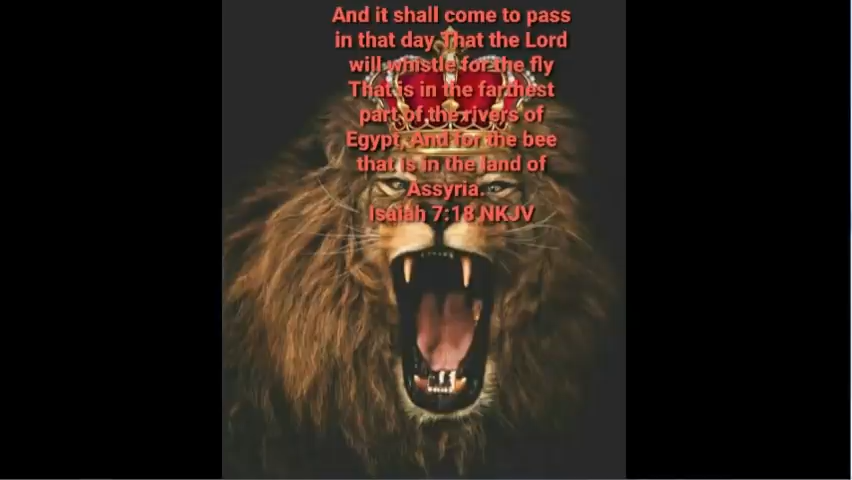 And it shall come to pass
in that day That the Lord
will whistle for the fly
That is in the farthest
part of the rivers of
Egypt, And for the bee
that is in the land of
Assyria.
Isaiah 7:18 NKJV